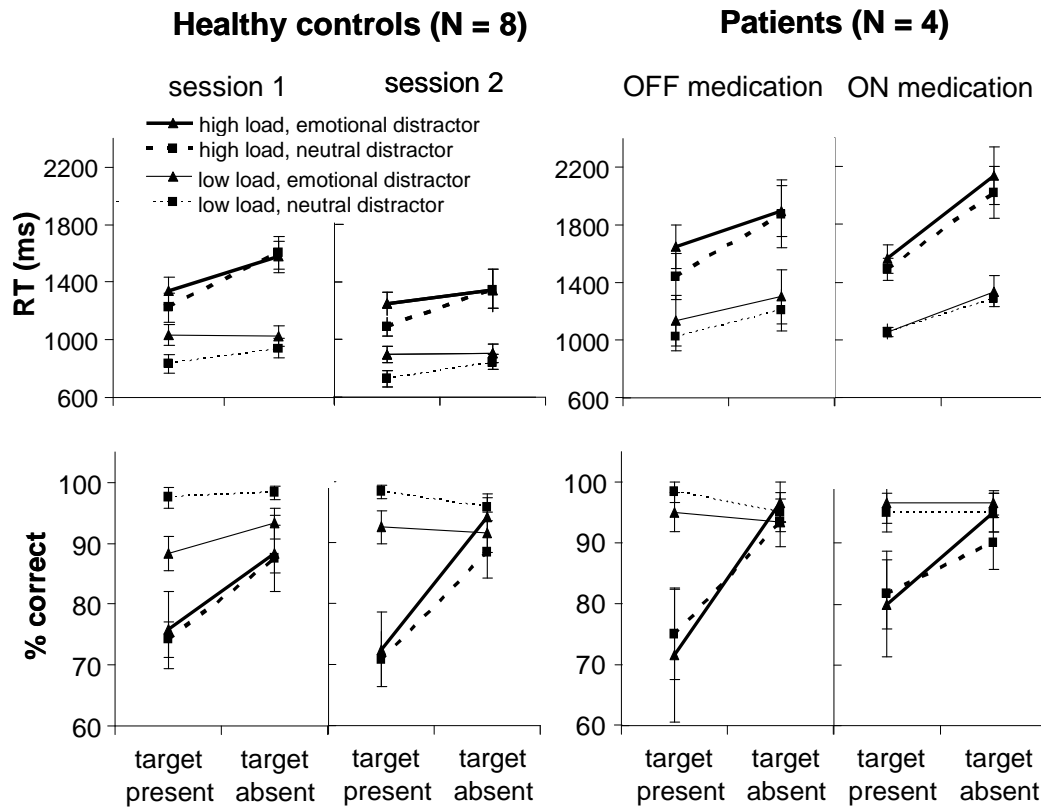 Healthy controls (N = 8)
Patients (N = 4)
session 1
session 2
OFF medication
ON medication
high load, emotional distractor
high load, neutral distractor
low load, emotional distractor
low load, neutral distractor
RT (ms)
2200
1800
1400
1000
600
2200
1800
1400
1000
600
% correct
100
90
80
70
60
100
90
80
70
60
target present
target absent
target present
target absent
target present
target absent
target present
target absent